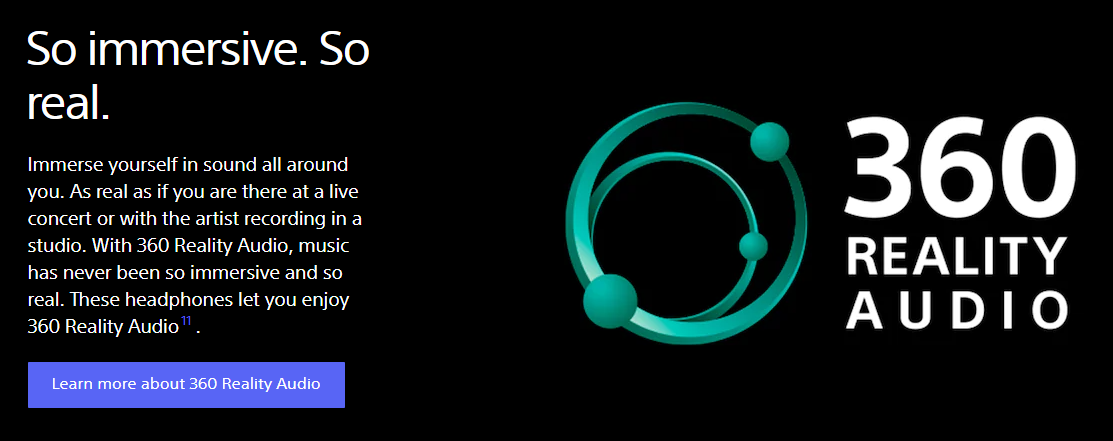 So immersive. So
real.
Immerse yourself in sound all around
you. As real as if you are there at a live
concert or with the artist recording in a
studio. With 360 Reality Audio, music
has never been so immersive and so
real. These headphones let you enjoy
360 Reality Audio11 .
Learn more about 360 Reality Audio
360
REALITY
AUDIO